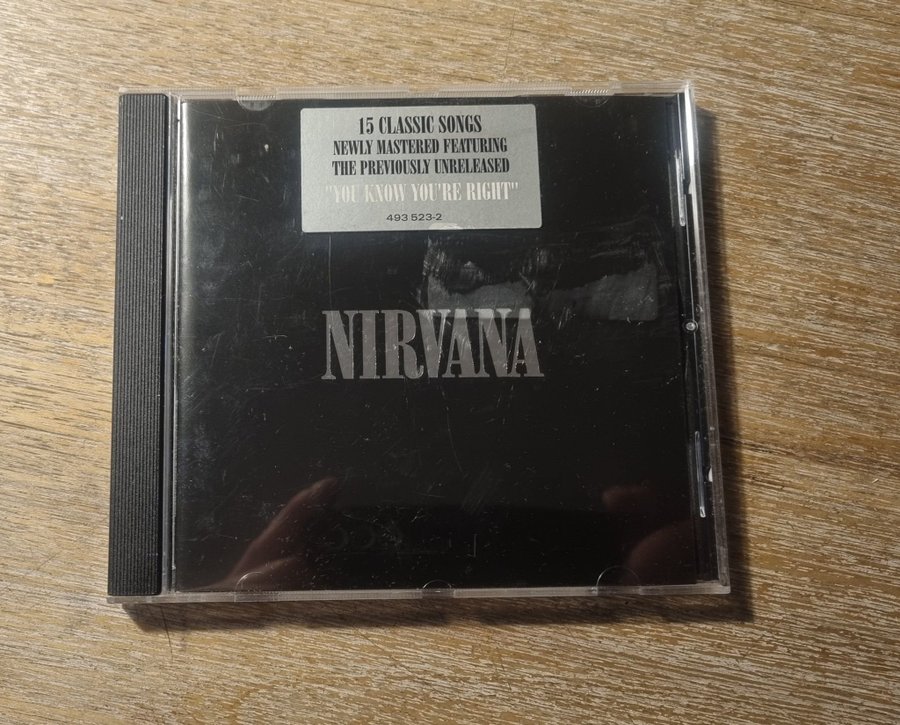 15 CLASSIC SONGS
NEWLY MASTERED FEATURING
THE PREVIOUSLY UNRELEASED
"YOU KNOW YOU'RE RIGHT"
493 523-2
NIRVANA